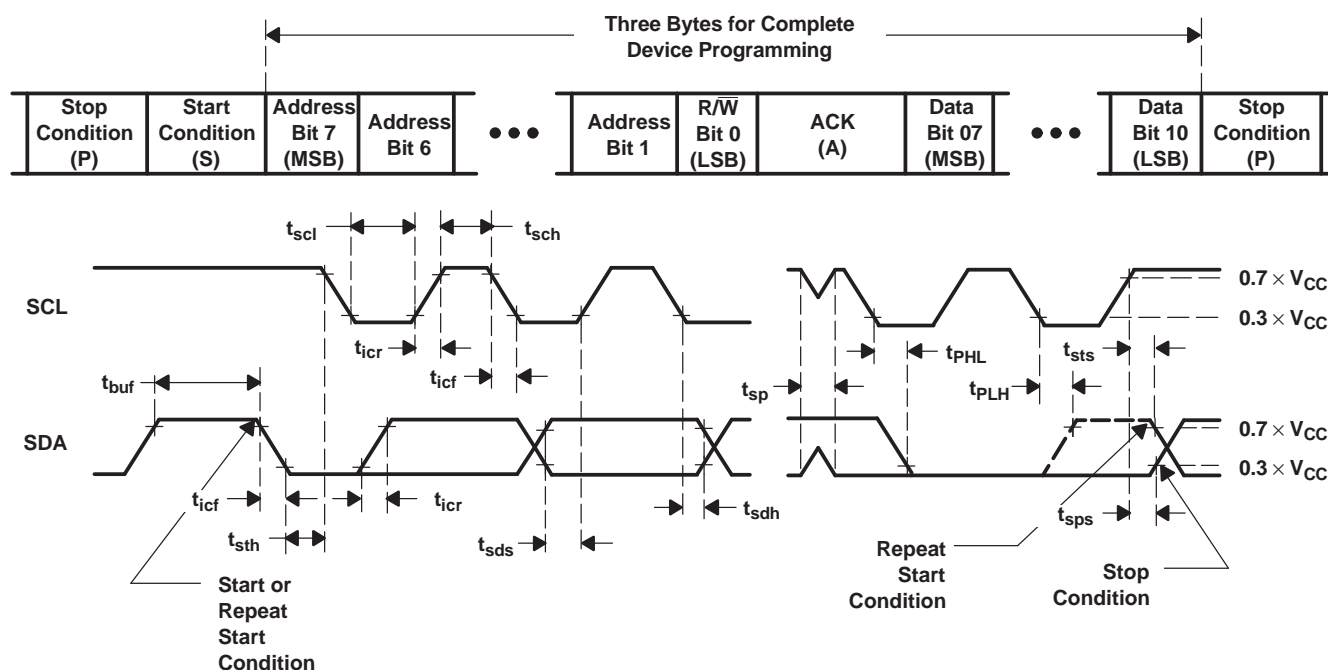 Three Bytes for Complete
Device Programming
Stop
Condition
(P)
Start
Condition
(S)
Address
Bit 7
(MSB)
Address
Bit 6
•••
Address
Bit 1
R/W̅
Bit 0
(LSB)
ACK
(A)
Data
Bit 07
(MSB)
•••
Data
Bit 10
(LSB)
Stop
Condition
(P)
tscl
tsch
SCL
0.7 × VCC
0.3 × VCC
ticr
ticf
tbuf
tsp
tPHL
tPLH
tsts
SDA
0.7 × VCC
0.3 × VCC
ticf
ticr
tsth
tsds
tsdh
tsps
Start or
Repeat
Start
Condition
Repeat
Start
Condition
Stop
Condition